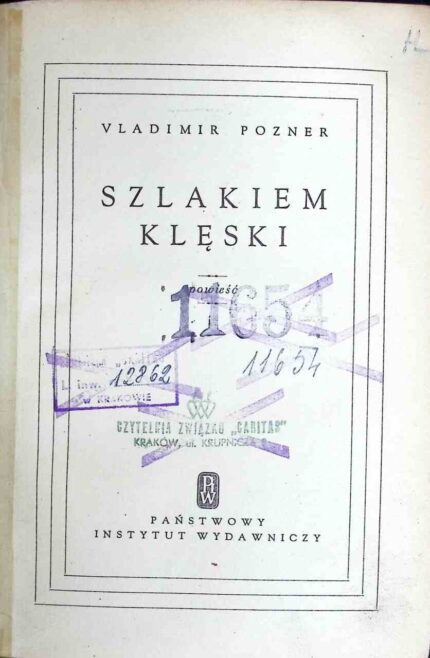 VLADIMIR POZNER
SZLAKIEM
KLĘSKI
powieść
11654
11654
L. inw. 12862
W KRAKOWIE
CZYTELNIA ZWIĄZKU „CARITAS"
KRAKÓW, ul. KRUPNICZA
PIW
PAŃSTWOWY
INSTYTUT WYDAWNICZY